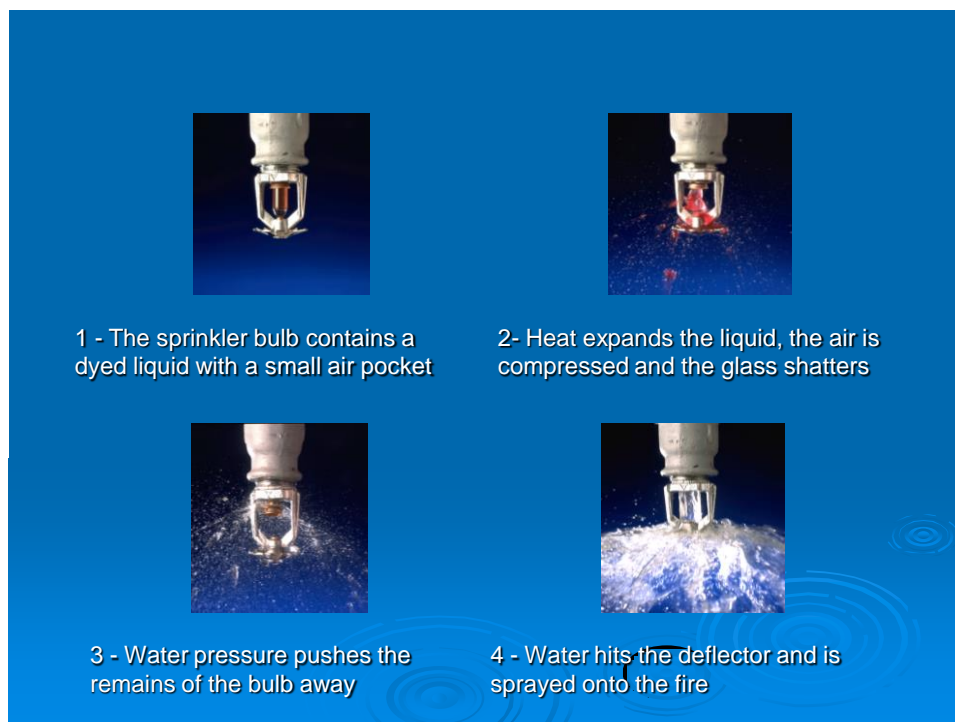 1 - The sprinkler bulb contains a
dyed liquid with a small air pocket
2- Heat expands the liquid, the air is
compressed and the glass shatters
3 - Water pressure pushes the
remains of the bulb away
4 - Water hits the deflector and is
sprayed onto the fire